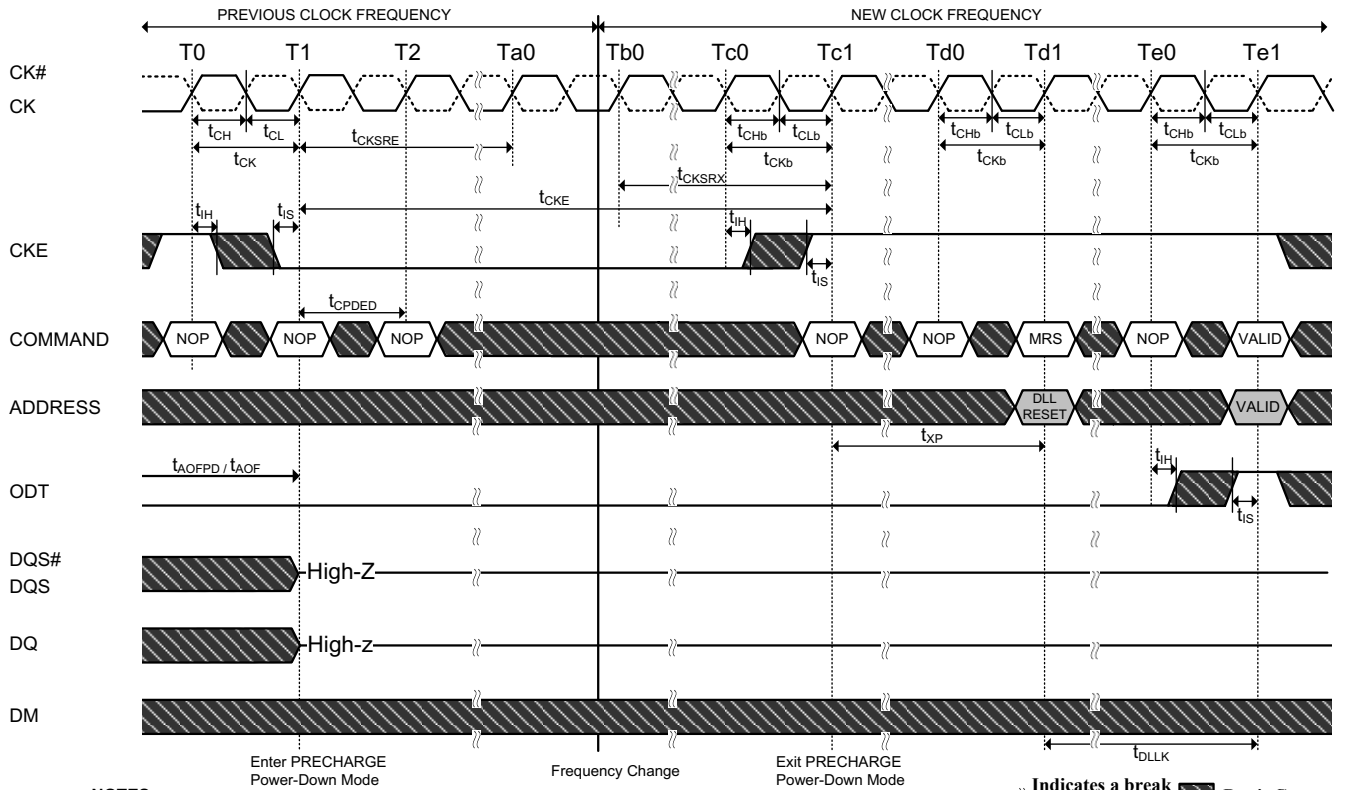 PREVIOUS CLOCK FREQUENCY NEW CLOCK FREQUENCY
T0 T1 T2 Ta0 Tb0 Tc0 Tc1 Td0 Td1 Te0 Te1
CK#
CK
tCH tCL tCHb tCLb tCHb tCLb tCHb tCLb
tCK tCKSRE tCKb tCKb tCKb
tCKSRX
tCKE
tIH tIS tIH
CKE
tIS
tCPDED
COMMAND NOP NOP NOP NOP NOP MRS NOP VALID
ADDRESS DLL RESET VALID
tXP
tAOFPD / tAOF tIH
ODT
tIS
DQS#
DQS High-Z
DQ High-z
DM
tDLLK
Enter PRECHARGE
Power-Down Mode
Frequency Change
Exit PRECHARGE
Power-Down Mode
Indicates a break